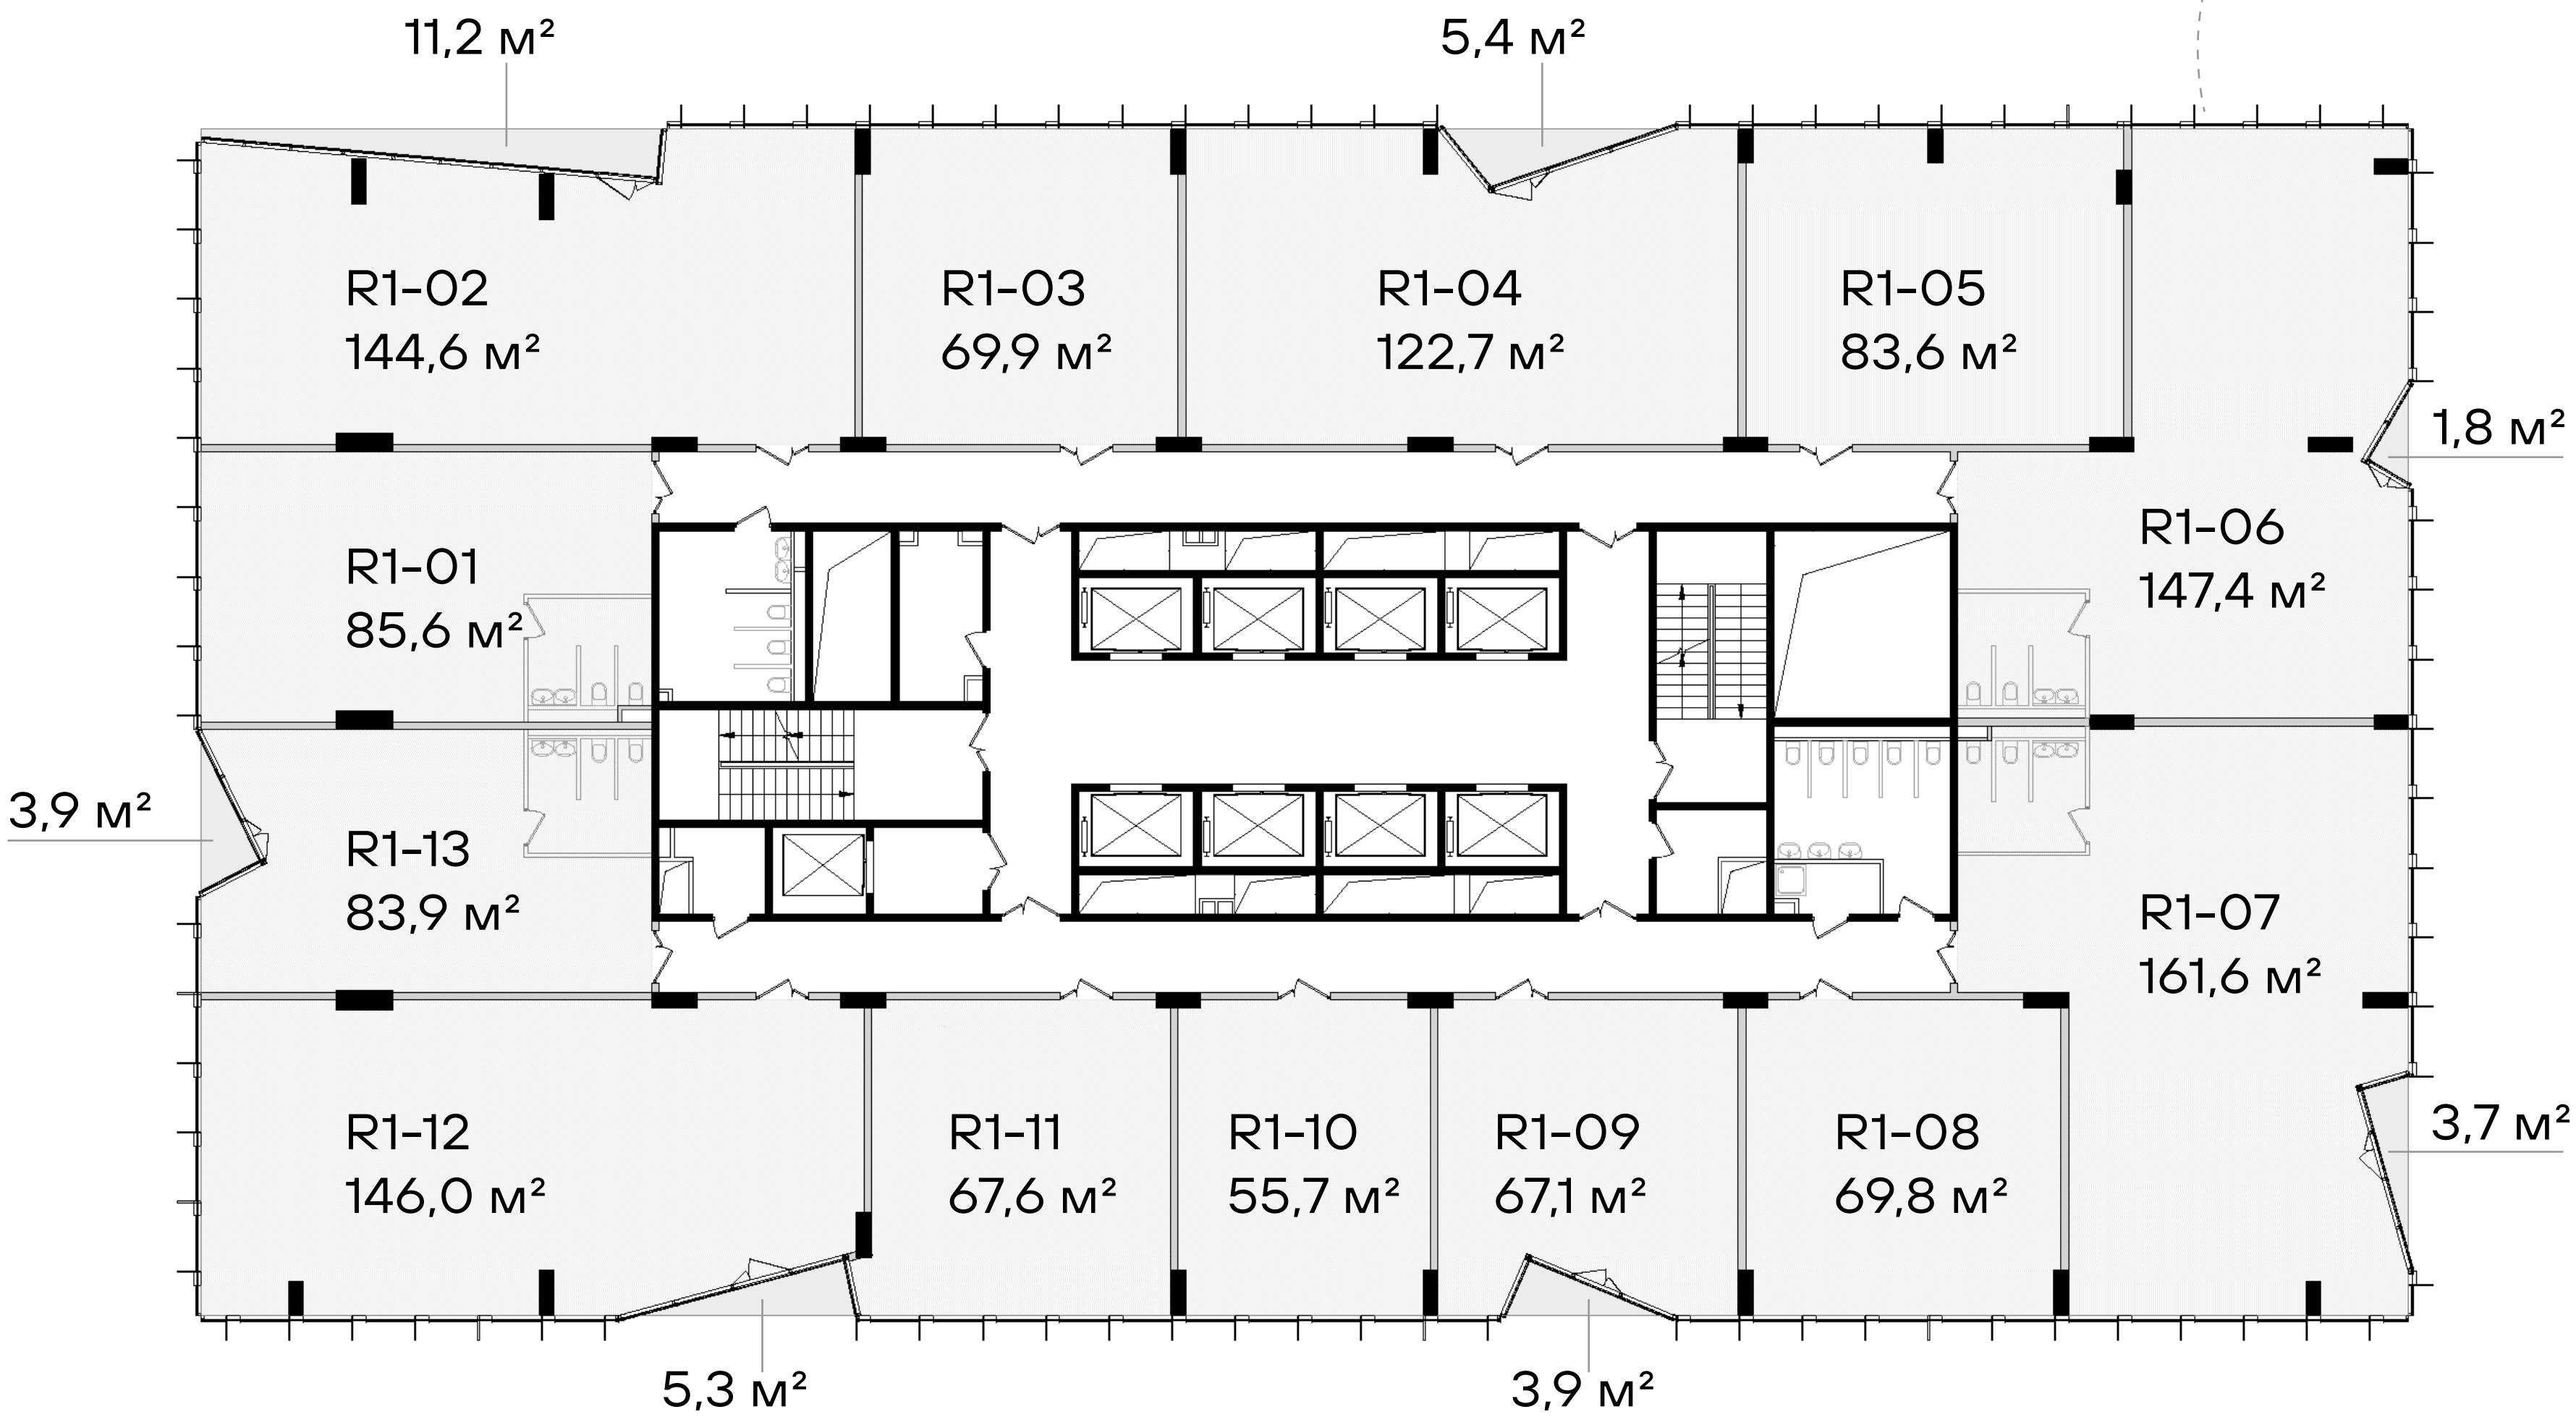 11,2 м²
5,4 м²
R1-02
144,6 м²
R1-03
69,9 м²
R1-04
122,7 м²
R1-05
83,6 м²
1,8 м²
R1-06
147,4 м²
R1-01
85,6 м²
3,9 м²
R1-13
83,9 м²
R1-07
161,6 м²
3,7 м²
R1-12
146,0 м²
R1-11
67,6 м²
R1-10
55,7 м²
R1-09
67,1 м²
R1-08
69,8 м²
5,3 м²
3,9 м²